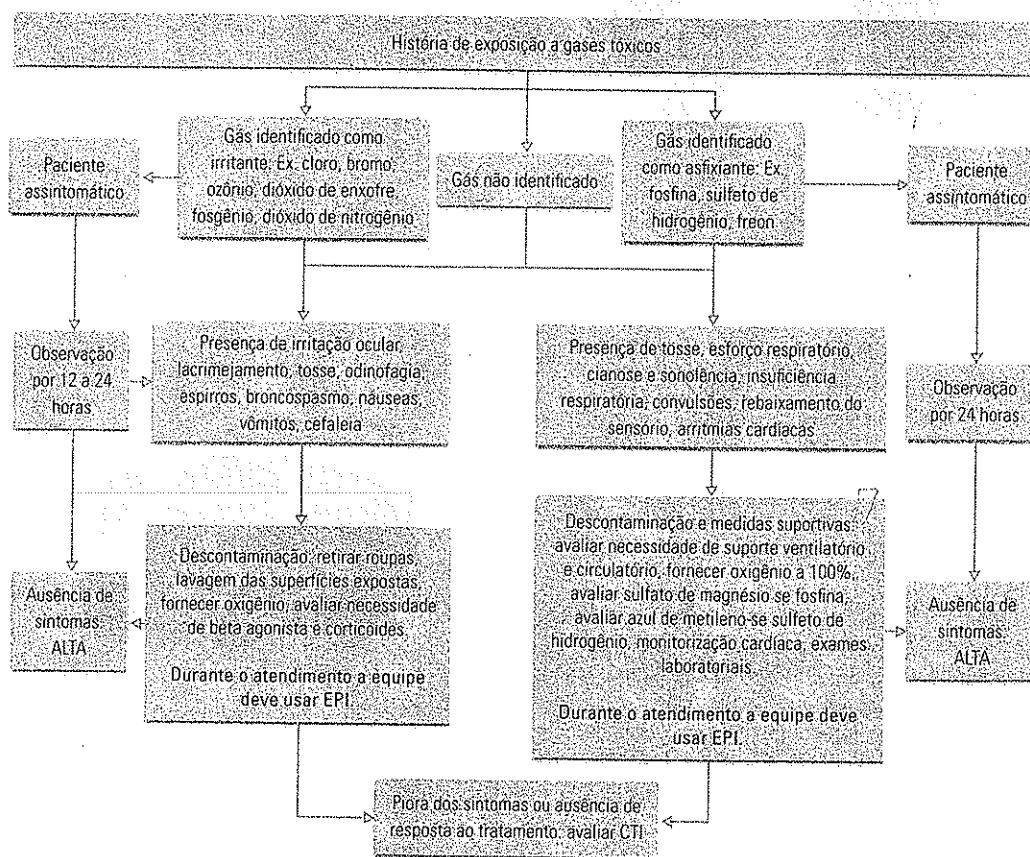 História de exposição a gases tóxicos
Paciente
assintomático
Gás identificado como
irritante: Ex. cloro, bromo,
ozônio, dióxido de enxofre,
fosgênio, dióxido de nitrogênio
Gás não identificado
Gás identificado
como asfixiante: Ex.
fosfina, sulfeto de
hidrogênio, freon
Paciente
assintomático
Observação
por 12 a 24
horas
Presença de irritação ocular,
lacrimejamento, tosse, odinofagia,
espirros, broncospasmo, náuseas,
vômitos, cefaleia
Presença de tosse, esforço respiratório,
cianose e sonolência, insuficiência
respiratória, convulsões, rebaixamento do
sensório, arritmias cardíacas
Observação
por 24 horas
Ausência de
sintomas:
ALTA
Descontaminação: retirar roupas,
lavagem das superfícies expostas,
fornecer oxigênio, avaliar necessidade
de beta agonista e corticóides.
Durante o atendimento a equipe
deve usar EPI.
Descontaminação e medidas suportivas:
avaliar necessidade de suporte ventilatório
e circulatório, fornecer oxigênio a 100%,
avaliar sulfato de magnésio se fosfina,
avaliar azul de metileno se sulfeto de
hidrogênio, monitorização cardíaca, exames
laboratoriais.
Durante o atendimento a equipe deve
usar EPI.
Ausência de
sintomas:
ALTA
Piora dos sintomas ou ausência de
resposta ao tratamento: avaliar CTI